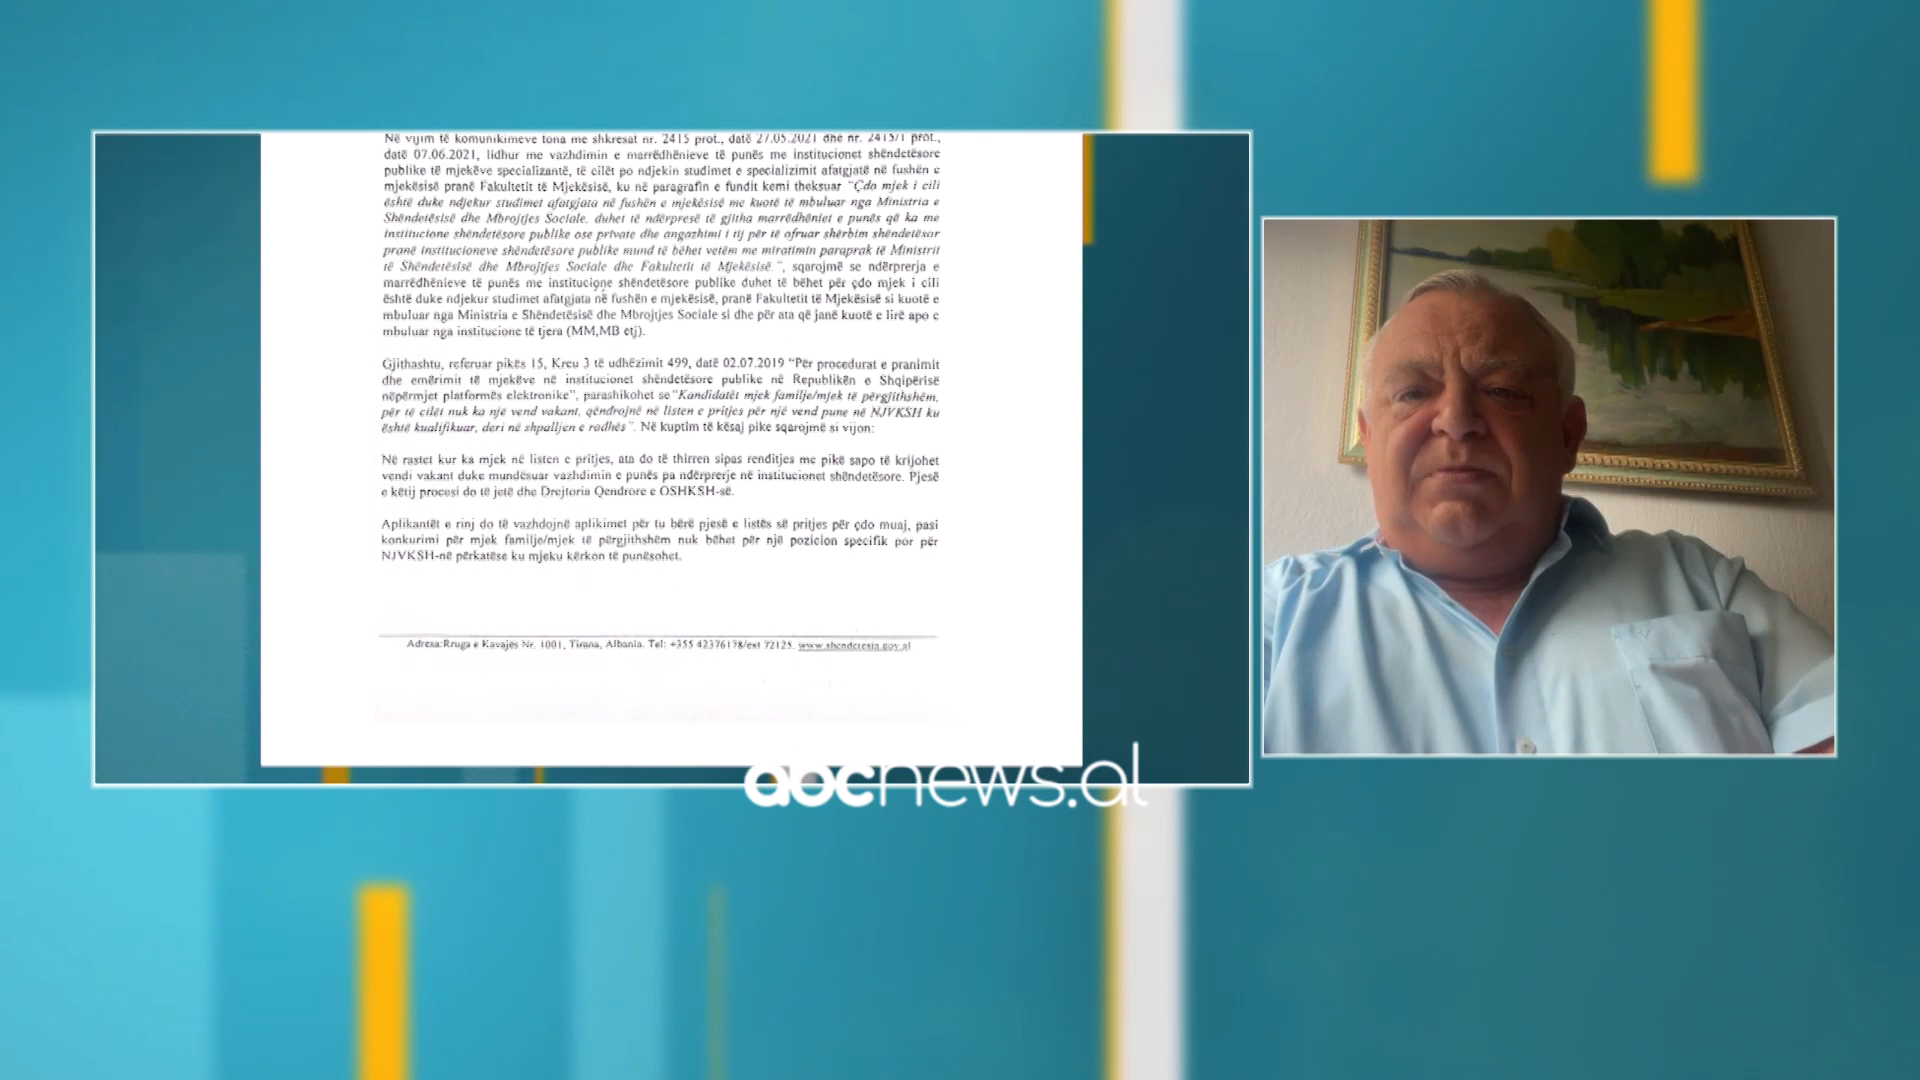 Në vijim të komunikimeve tona me shkresat nr. 2415 prot., datë 27.05.2021 dhe nr. 2415/1 prot.,
datë 07.06.2021, lidhur me vazhdimin e marrëdhënieve të punës me institucionet shëndetësore
publike të mjekëve specializantë, të cilët po ndjekin studimet e specializimit afatgjatë në fushën e
mjekësisë pranë Fakultetit të Mjekësisë, ku në paragrafin e fundit kemi theksuar "Çdo mjek i cili
është duke ndjekur studimet afatgjata në fushën e mjekësisë me kuotë të mbuluar nga Ministria e
Shëndetësisë dhe Mbrojtjes Sociale, duhet të ndërpresë të gjitha marrëdhëniet e punës që ka me
institucione shëndetësore publike ose private dhe angazhimi i tij për të ofruar shërbim shëndetësor
pranë institucioneve shëndetësore publike mund të bëhet vetëm me miratimin paraprak të Ministrit
të Shëndetësisë dhe Mbrojtjes Sociale dhe Fakultetit të Mjekësisë.", sqarojmë se ndërprerja e
marrëdhënieve të punës me institucione shëndetësore publike duhet të bëhet për çdo mjek i cili
është duke ndjekur studimet afatgjata në fushën e mjekësisë, pranë Fakultetit të Mjekësisë si kuotë e
mbuluar nga Ministria e Shëndetësisë dhe Mbrojtjes Sociale si dhe për ata që janë kuotë e lirë apo e
mbuluar nga institucione të tjera (MM,MB etj).
Gjithashtu, referuar pikës 15, Kreu 3 të udhëzimit 499, datë 02.07.2019 "Për procedurat e pranimit
dhe emërimit të mjekëve në institucionet shëndetësore publike në Republikën e Shqipërisë
nëpërmjet platformës elektronike", parashikohet se "Kandidatët mjek familje/mjek të përgjithshëm,
për të cilët nuk ka një vend vakant, qëndrojnë në listen e pritjes për një vend pune në NJVKSH ku
është kualifikuar, deri në shpalljen e radhës". Në kuptim të kësaj pike sqarojmë si vijon:
Në rastet kur ka mjek në listen e pritjes, ata do të thirren sipas renditjes me pikë sapo të krijohet
vendi vakant duke mundësuar vazhdimin e punës pa ndërprerje në institucionet shëndetësore. Pjesë
e këtij procesi do të jetë dhe Drejtoria Qendrore e OSHKSH-së.
Aplikantët e rinj do të vazhdojnë aplikimet për tu bërë pjesë e listës së pritjes për çdo muaj, pasi
konkurimi për mjek familje/mjek të përgjithshëm nuk bëhet për një pozicion specifik por për
NJVKSH-në përkatëse ku mjeku kërkon të punësohet.
Adresa:Rruga e Kavajës Nr. 1001, Tirana, Albania. Tel: +355 42376178/ext 72125. www.shendetesia.gov.al
abcnews.al